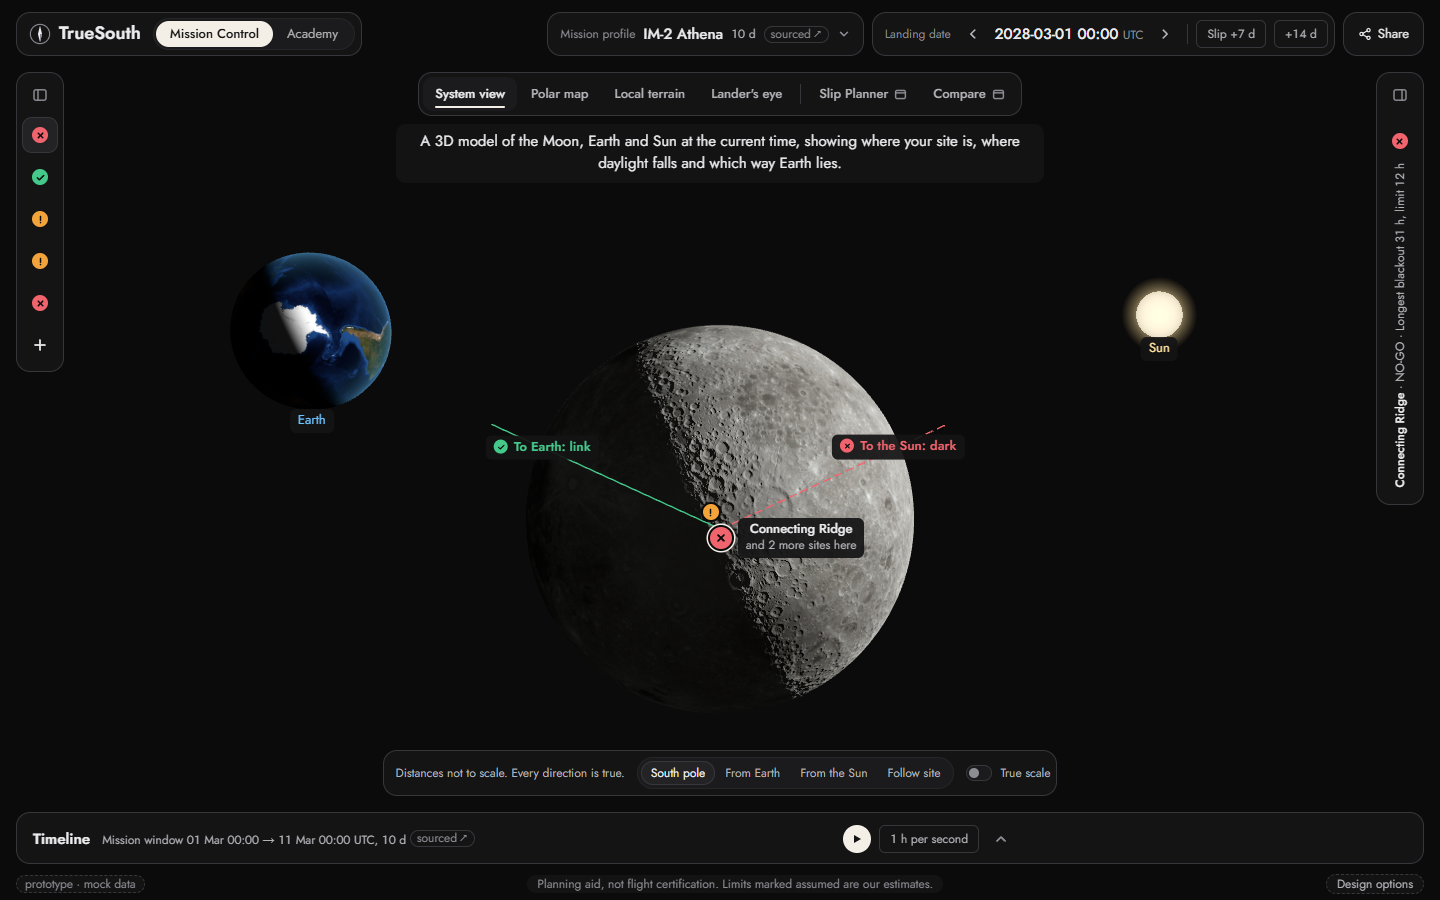 TrueSouth
Mission Control
Academy
Mission profile IM-2 Athena 10 d sourced ↗
Landing date 2028-03-01 00:00 UTC
Slip +7 d
+14 d
Share
System view
Polar map
Local terrain
Lander's eye
Slip Planner
Compare
A 3D model of the Moon, Earth and Sun at the current time, showing where your site is, where
daylight falls and which way Earth lies.
Earth
Sun
To Earth: link
To the Sun: dark
Connecting Ridge
and 2 more sites here
Connecting Ridge · NO-GO · Longest blackout 31 h, limit 12 h
Distances not to scale. Every direction is true.
South pole
From Earth
From the Sun
Follow site
True scale
Timeline
Mission window 01 Mar 00:00 → 11 Mar 00:00 UTC, 10 d sourced ↗
1 h per second
prototype · mock data
Planning aid, not flight certification. Limits marked assumed are our estimates.
Design options